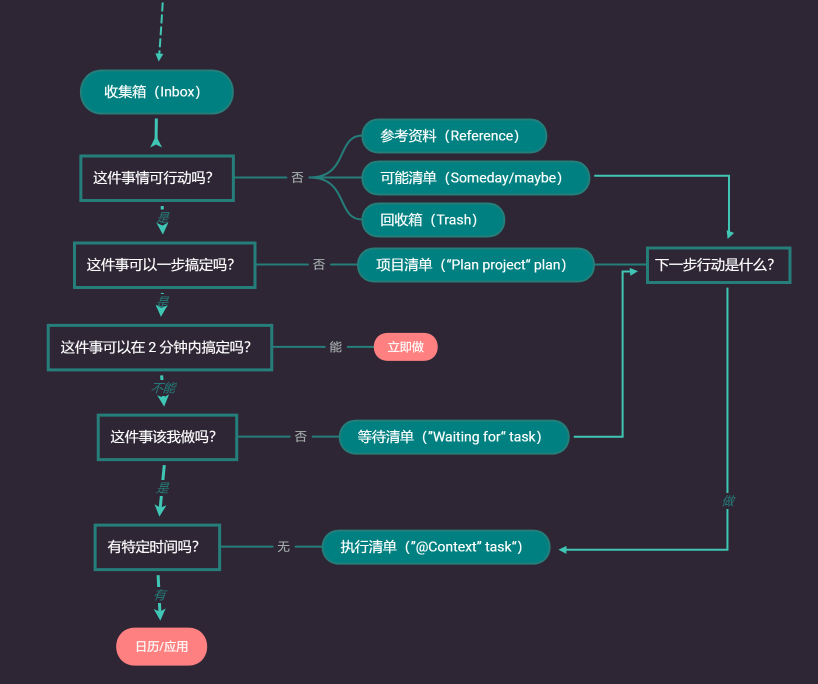 收集箱（Inbox）
这件事情可行动吗？
否
参考资料（Reference）
可能清单（Someday/maybe）
回收箱（Trash）
是
这件事可以一步搞定吗？
否
项目清单（”Plan project“ plan）
下一步行动是什么？
是
这件事可以在 2 分钟内搞定吗？
能
立即做
不能
这件事该我做吗？
否
等待清单（”Waiting for“ task）
是
做
有特定时间吗？
无
执行清单（”@Context” task“）
有
日历/应用